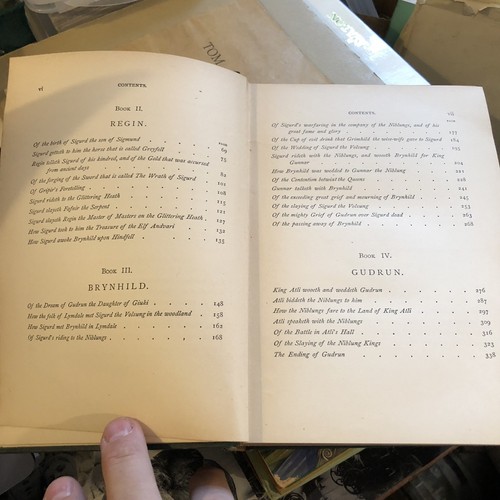 TOM
vi CONTENTS.
BOOK II.
REGIN.
PAGE
Of the birth of Sigurd the son of Sigmund . . . . . 69
Sigurd getteth to him the horse that is called Greyfell . . . 75
Regin telleth Sigurd of his kindred, and of the Gold that was accursed
from ancient days
Of the forging of the Sword that is called The Wrath of Sigurd
Of Gripir's Foretelling . . . . . . . 108
Sigurd rideth to the Glittering Heath . . . . .
Sigurd slayeth Fafnir the Serpent . . . . . 121
Sigurd slayeth Regin the Master of Masters on the Glittering Heath . 127
How Sigurd took to him the Treasure of the Elf Andvari . . 132
How Sigurd awoke Brynhild upon Hindfell . . . . 135
BOOK III.
BRYNHILD.
Of the Dream of Gudrun the Daughter of Giuki . . . . 148
How the folk of Lymdale met Sigurd the Volsung in the woodland . 158
How Sigurd met Brynhild in Lymdale . . . . . 162
Of Sigurd's riding to the Niblungs . . . . . 168
CONTENTS. vii
PAGE
Of Sigurd's warfaring in the company of the Niblungs, and of his
great fame and glory . . . . . . . 177
Of the Cup of evil drink that Grimhild the wise-wife gave to Sigurd 184
Of the Wedding of Sigurd the Volsung . . . . . 195
Sigurd rideth with the Niblungs, and wooeth Brynhild for King
Gunnar . . . . . . . . 204
How Brynhild was wedded to Gunnar the Niblung . . . 221
Of the Contention betwixt the Queens . . . . . 226
Gunnar talketh with Brynhild . . . . . . 241
Of the exceeding great grief and mourning of Brynhild . . 245
Of the slaying of Sigurd the Volsung . . . . . 253
Of the mighty Grief of Gudrun over Sigurd dead . . . 263
Of the passing away of Brynhild . . . . . . 268
BOOK IV.
GUDRUN.
King Atli wooeth and weddeth Gudrun . . . . . 276
Atli biddeth the Niblungs to him . . . . . . 287
How the Niblungs fare to the Land of King Atli . . . 297
Atli speaketh with the Niblungs . . . . . . 309
Of the Battle in Atli's Hall . . . . . . 316
Of the Slaying of the Niblung Kings . . . . . 323
The Ending of Gudrun . . . . . . . 338